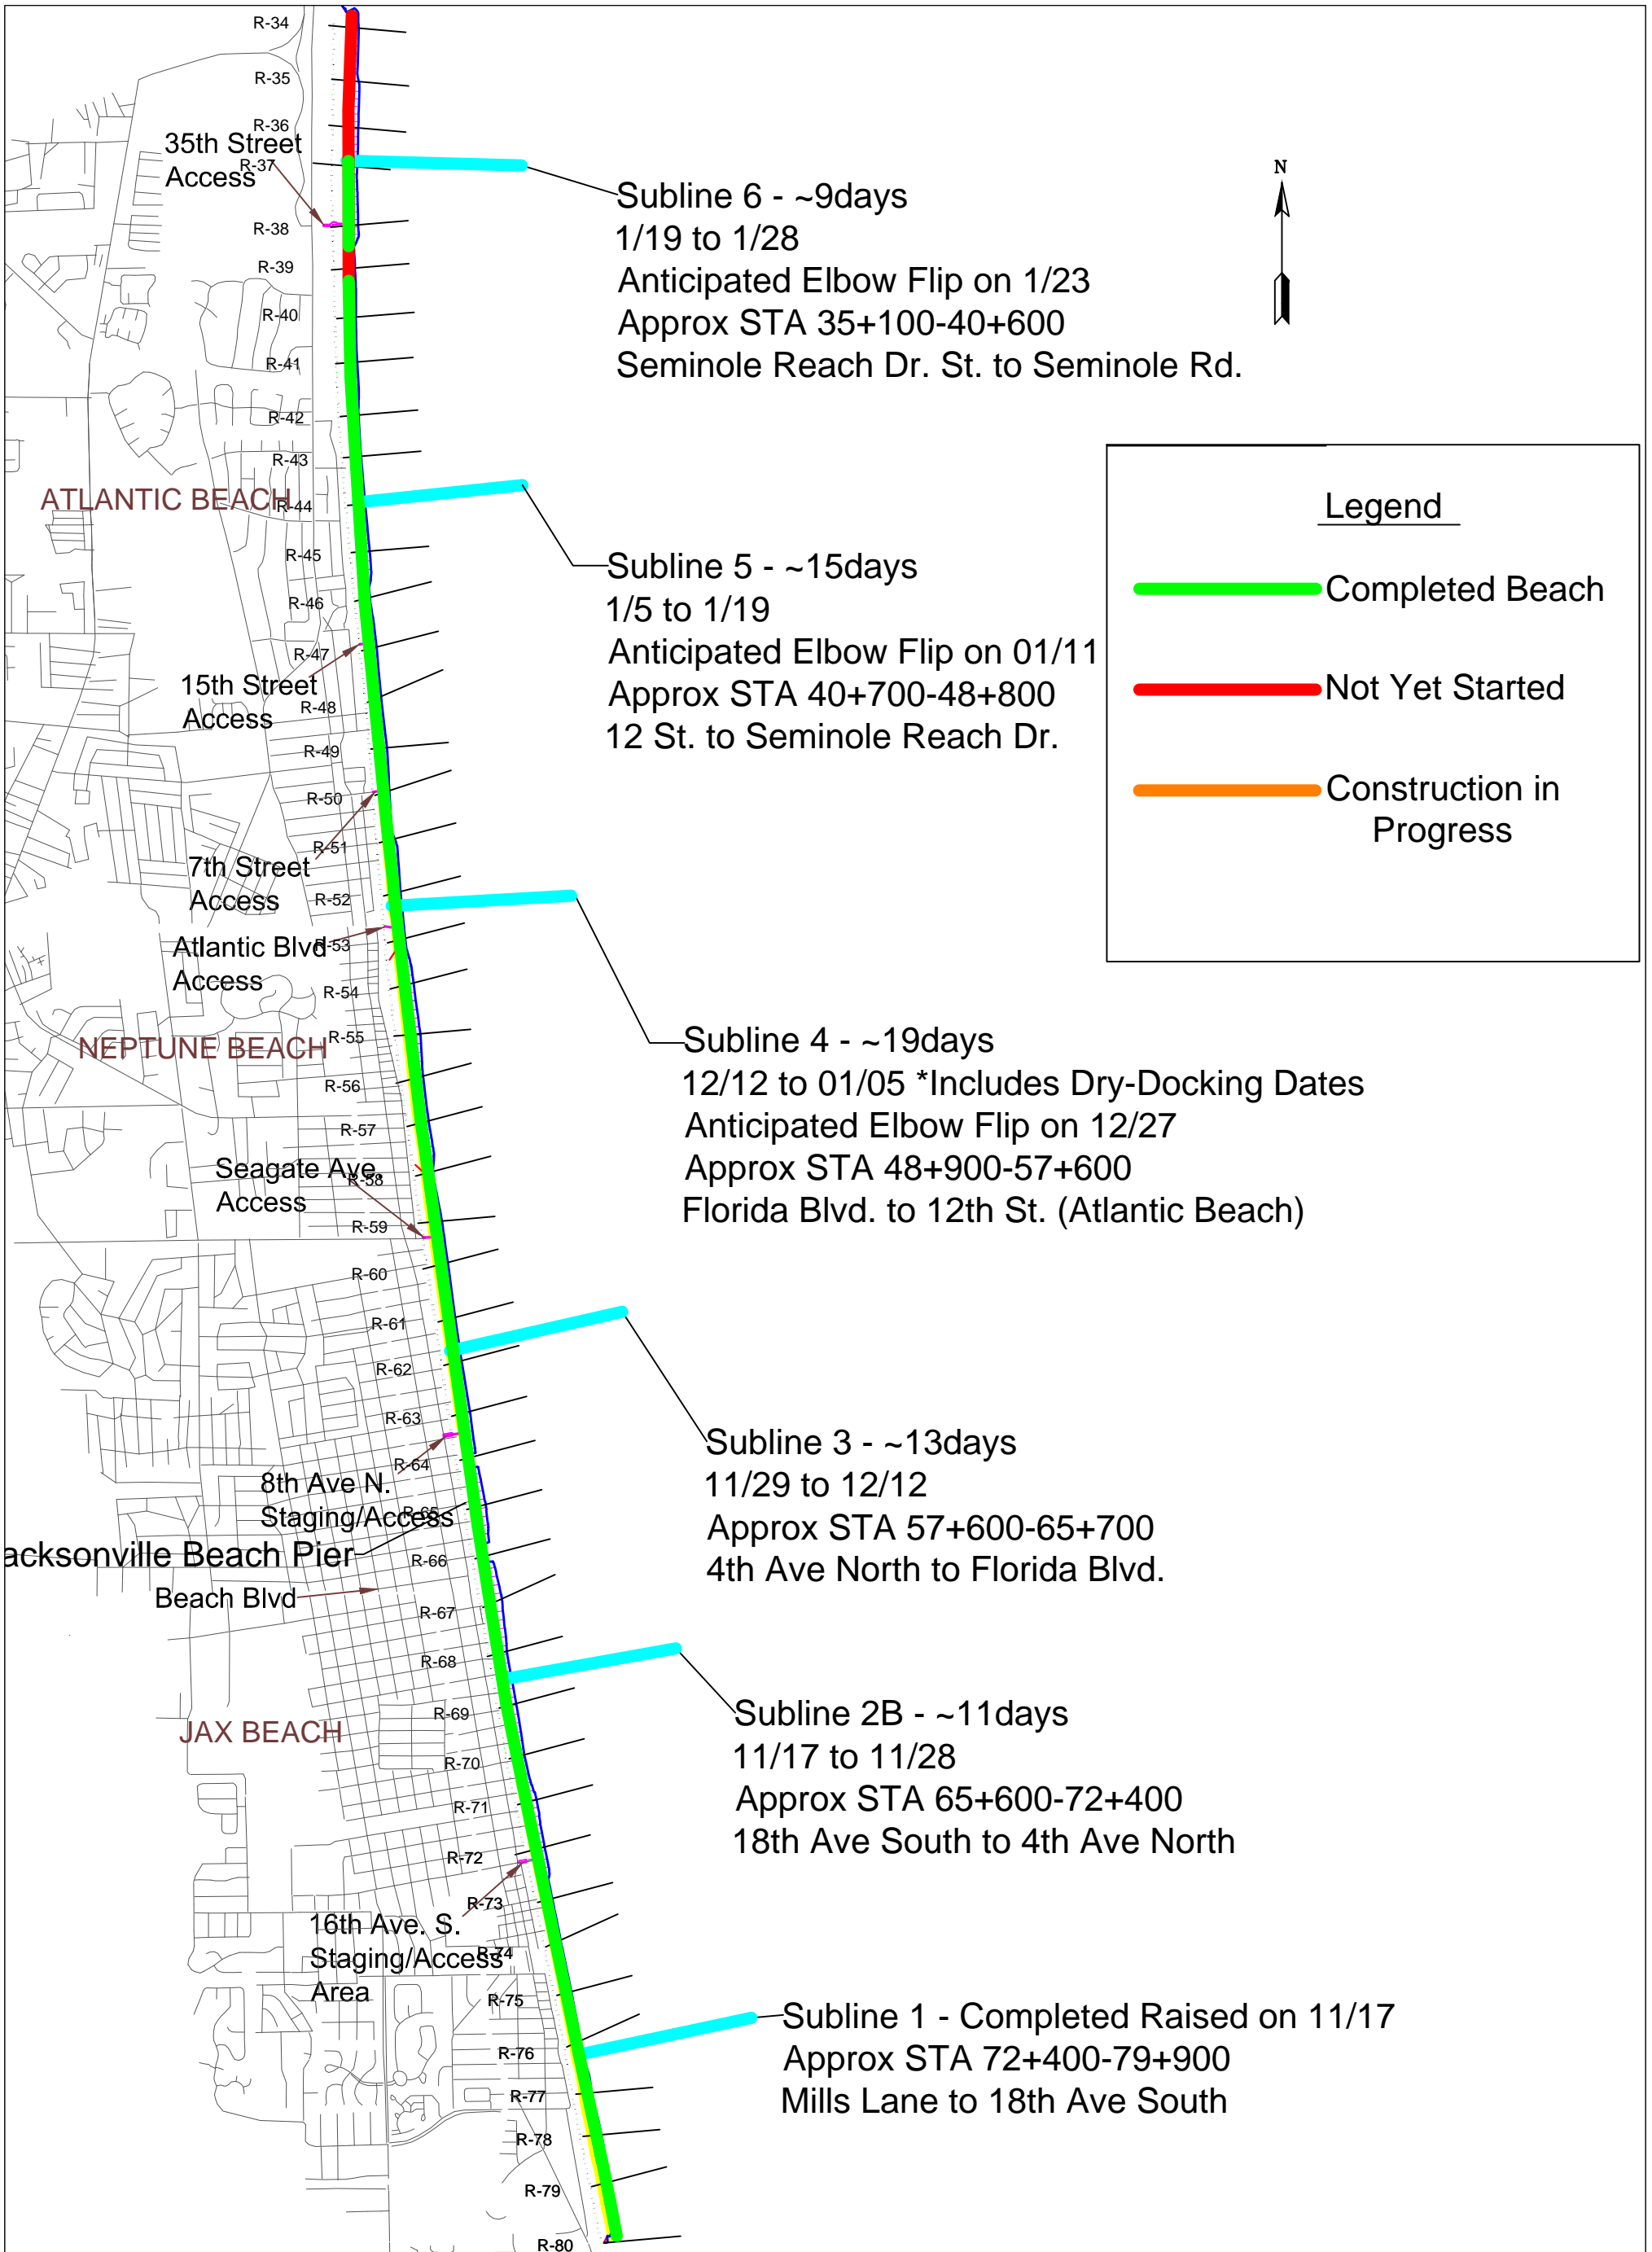 R-34
R-35
R-36
35th Street
Access
R-37
R-38
R-39
R-40
R-41
R-42
R-43
ATLANTIC BEACH
R-44
R-45
R-46
R-47
15th Street
Access
R-48
R-49
R-50
R-51
7th Street
Access
R-52
Atlantic Blvd
Access
R-53
R-54
NEPTUNE BEACH
R-55
R-56
R-57
Seagate Ave.
Access
R-58
R-59
R-60
R-61
R-62
R-63
R-64
8th Ave N.
Staging/Access
R-65
acksonville Beach Pier
R-66
Beach Blvd
R-67
R-68
R-69
JAX BEACH
R-70
R-71
R-72
R-73
16th Ave. S.
Staging/Access
Area
R-74
R-75
R-76
R-77
R-78
R-79
R-80
N
Subline 6 - ~9days
1/19 to 1/28
Anticipated Elbow Flip on 1/23
Approx STA 35+100-40+600
Seminole Reach Dr. St. to Seminole Rd.
Legend
Completed Beach
Not Yet Started
Construction in
Progress
Subline 5 - ~15days
1/5 to 1/19
Anticipated Elbow Flip on 01/11
Approx STA 40+700-48+800
12 St. to Seminole Reach Dr.
Subline 4 - ~19days
12/12 to 01/05 *Includes Dry-Docking Dates
Anticipated Elbow Flip on 12/27
Approx STA 48+900-57+600
Florida Blvd. to 12th St. (Atlantic Beach)
Subline 3 - ~13days
11/29 to 12/12
Approx STA 57+600-65+700
4th Ave North to Florida Blvd.
Subline 2B - ~11days
11/17 to 11/28
Approx STA 65+600-72+400
18th Ave South to 4th Ave North
Subline 1 - Completed Raised on 11/17
Approx STA 72+400-79+900
Mills Lane to 18th Ave South